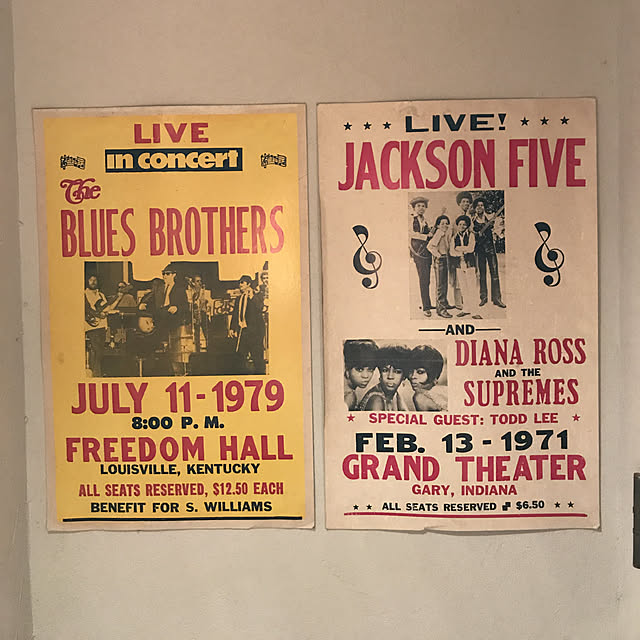 LIVE
in concert
The
BLUES BROTHERS
JULY 11-1979
8:00 P. M.
FREEDOM HALL
LOUISVILLE, KENTUCKY
ALL SEATS RESERVED, $12.50 EACH
BENEFIT FOR S. WILLIAMS
LIVE!
JACKSON FIVE
AND
DIANA ROSS
AND THE
SUPREMES
SPECIAL GUEST: TODD LEE
FEB. 13 - 1971
GRAND THEATER
GARY, INDIANA
ALL SEATS RESERVED $6.50